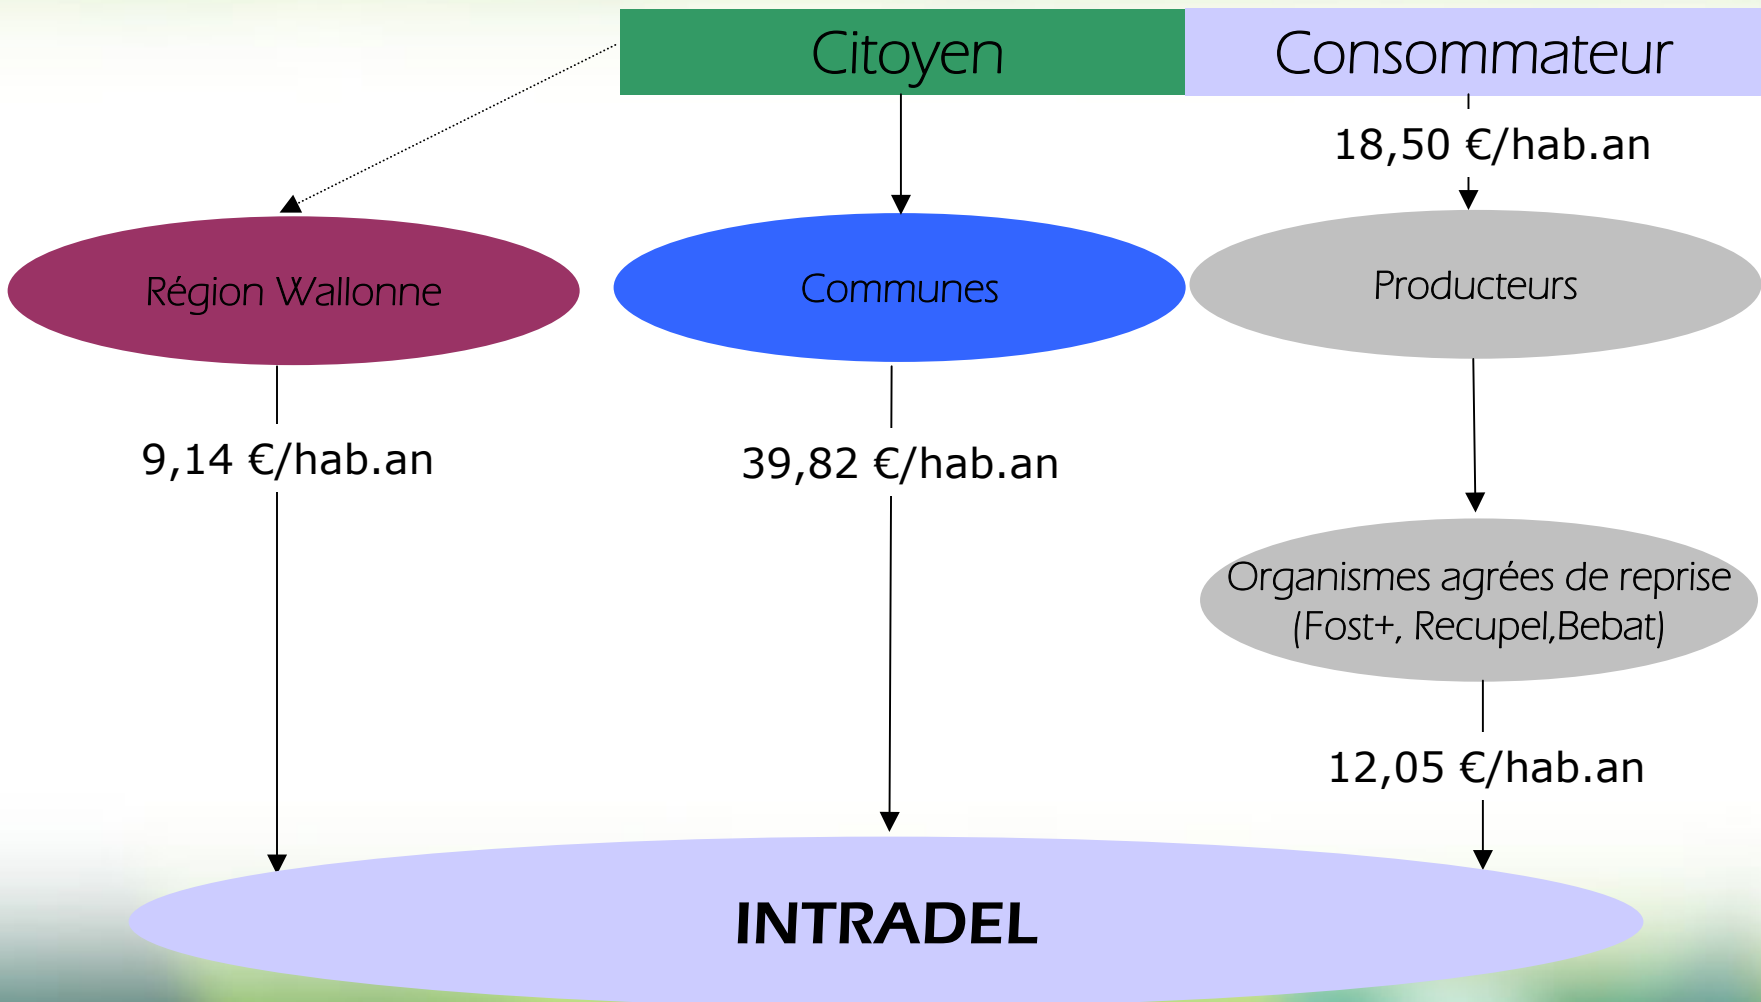 Citoyen
Consommateur
18,50 €/hab.an
Région Wallonne
Communes
Producteurs
9,14 €/hab.an
39,82 €/hab.an
Organismes agrées de reprise
(Fost+, Recupel,Bebat)
12,05 €/hab.an
INTRADEL